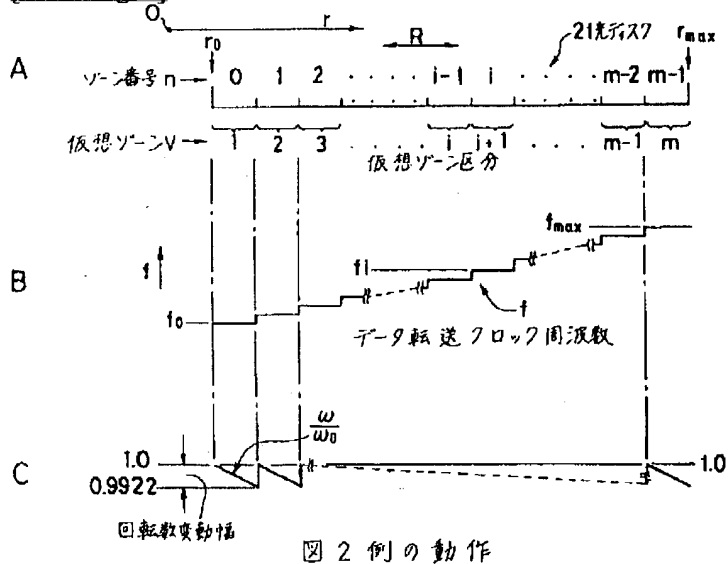 O r
r₀ R 21光ディスク r max
A
ゾーン番号 n→ 0 1 2 ‥‥‥ i-1 i ‥‥‥ m-2 m-1
仮想ゾーン V→ 1 2 3 ‥‥ i i+1 ‥‥ m-1 m
仮想ゾーン区分
B
f
f max
fi
f
f₀
データ転送クロック周波数
C
ω/ω₀
1.0 1.0
0.9922
回転数変動幅
図 2 例の動作